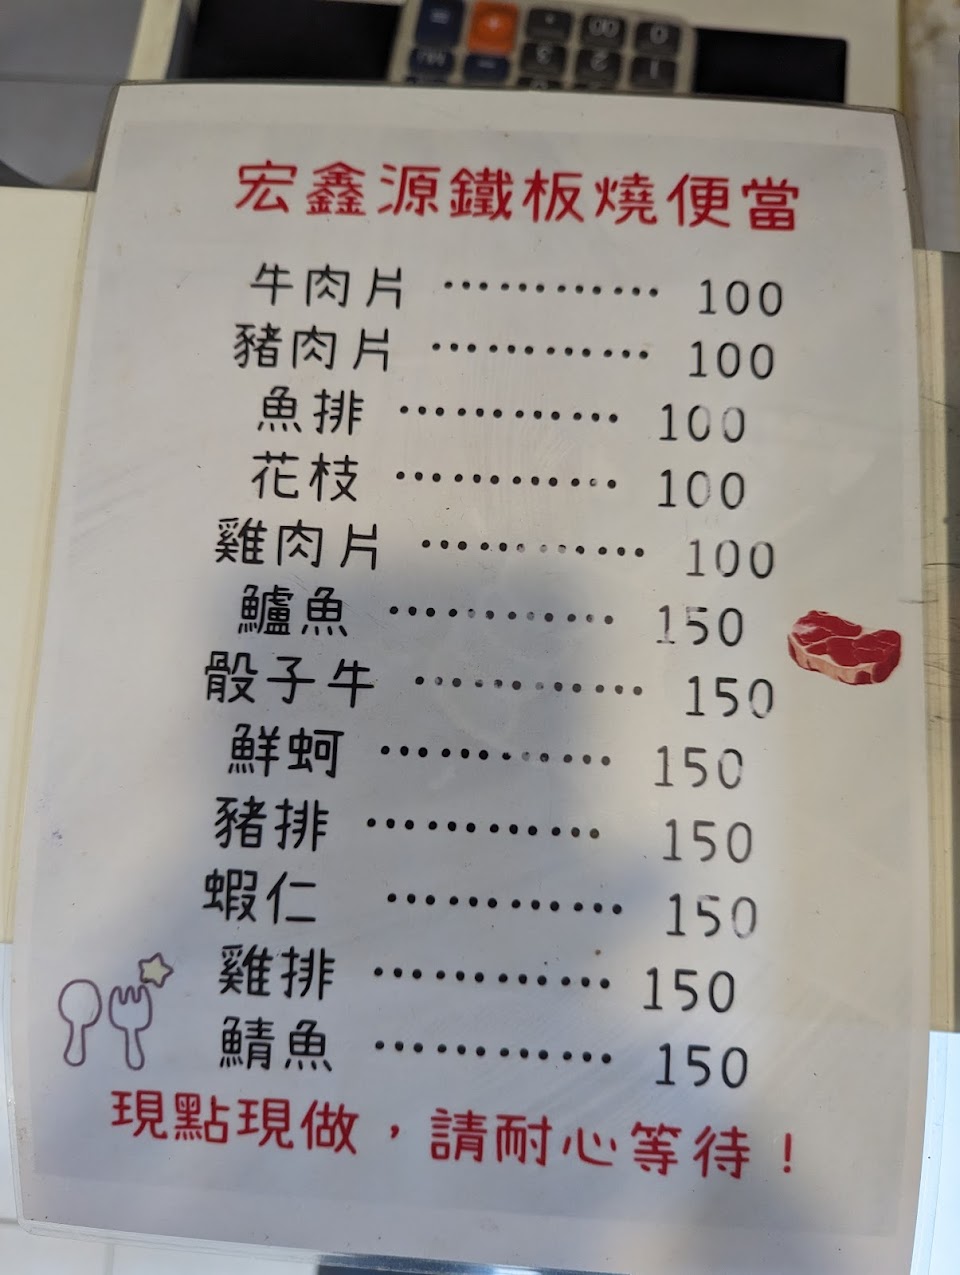 宏鑫源鐵板燒便當
牛肉片 ………… 100
豬肉片 ………… 100
魚排 ………… 100
花枝 ………… 100
雞肉片 ………… 100
鱸魚 ………… 150
骰子牛 ………… 150
鮮蚵 ………… 150
豬排 ………… 150
蝦仁 ………… 150
雞排 ………… 150
鯖魚 ………… 150
現點現做，請耐心等待！